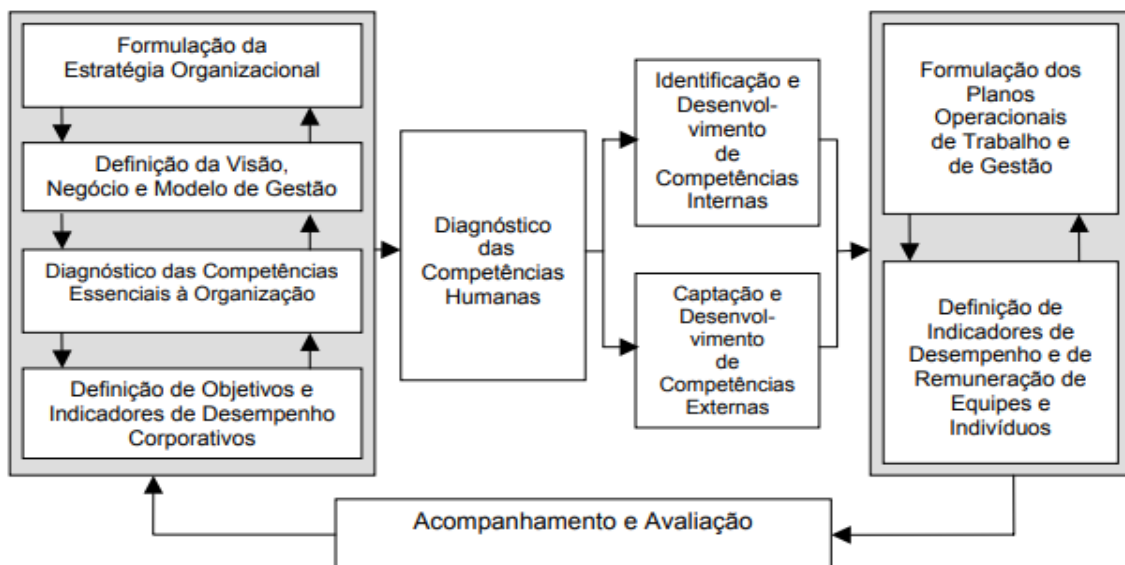 Formulação da
Estratégia Organizacional
Definição da Visão,
Negócio e Modelo de Gestão
Diagnóstico das Competências
Essenciais à Organização
Definição de Objetivos e
Indicadores de Desempenho
Corporativos
Diagnóstico
das
Competências
Humanas
Identificação e
Desenvol-
vimento
de
Competências
Internas
Captação e
Desenvol-
vimento
de
Competências
Externas
Formulação dos
Planos
Operacionais
de Trabalho e
de Gestão
Definição de
Indicadores de
Desempenho e de
Remuneração de
Equipes e
Indivíduos
Acompanhamento e Avaliação